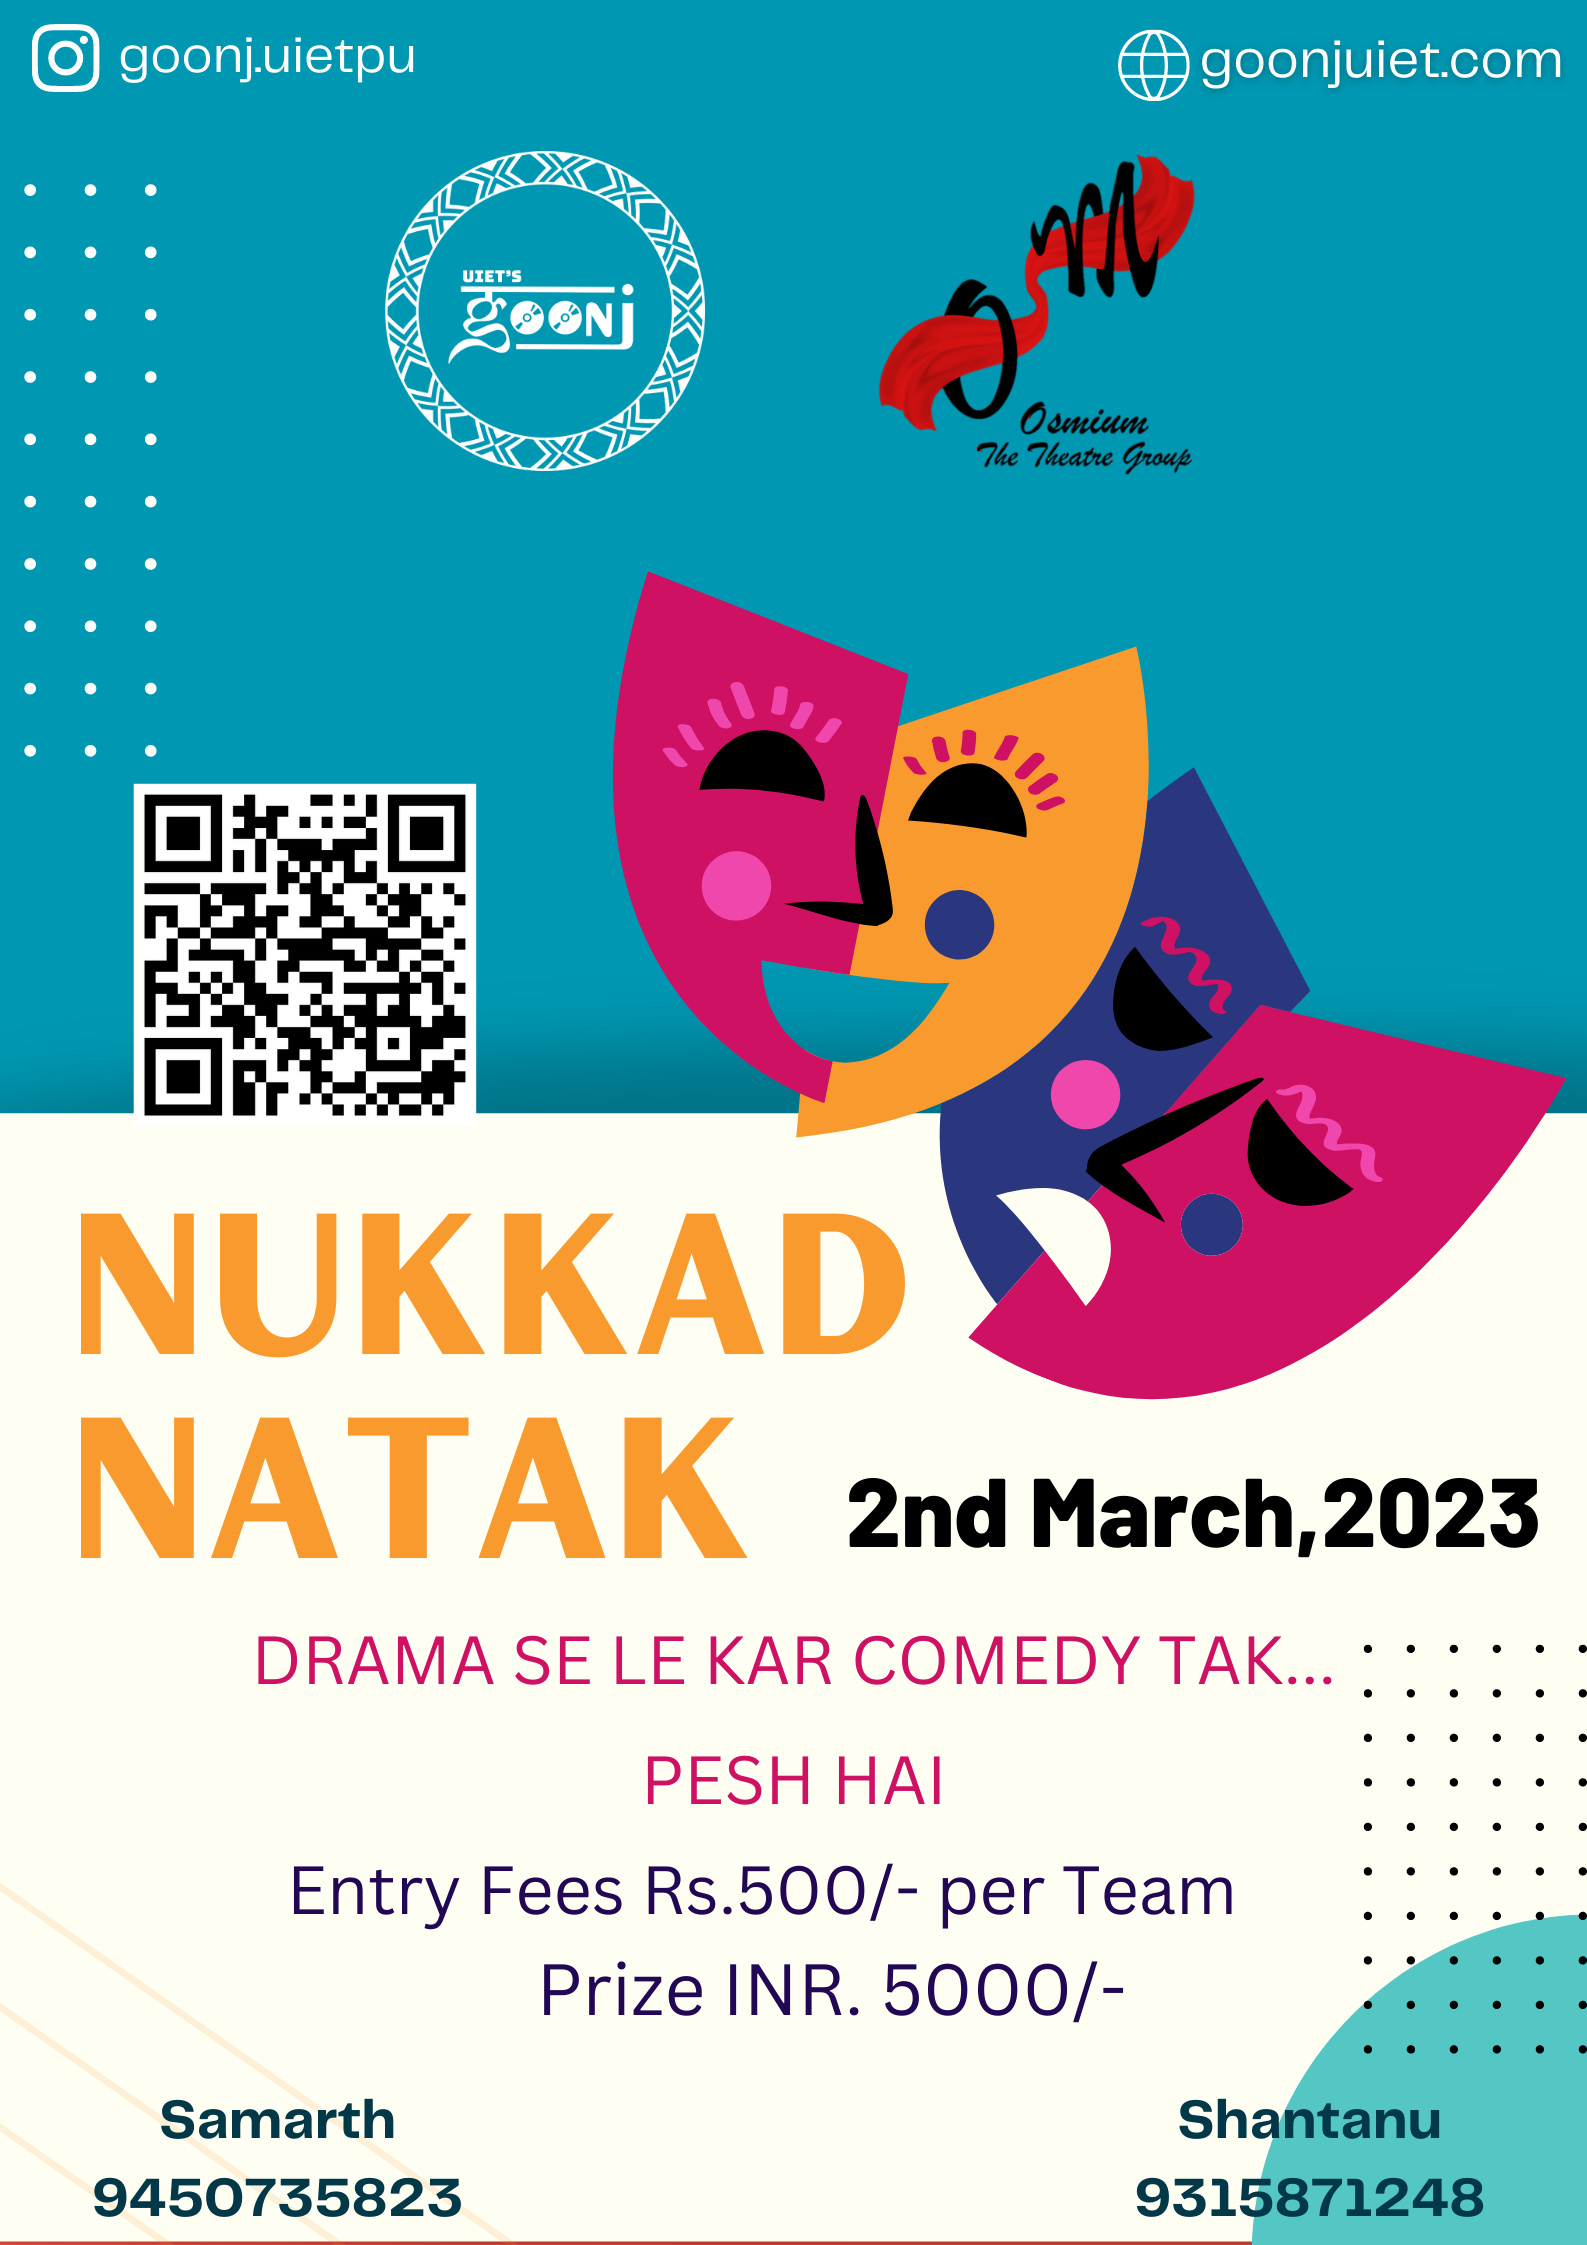 goonj.uietpu
goonjuiet.com
UIET'S
goonj
om
Osmium
The Theatre Group
NUKKAD
NATAK
2nd March,2023
DRAMA SE LE KAR COMEDY TAK...
PESH HAI
Entry Fees Rs.500/- per Team
Prize INR. 5000/-
Samarth
9450735823
Shantanu
9315871248